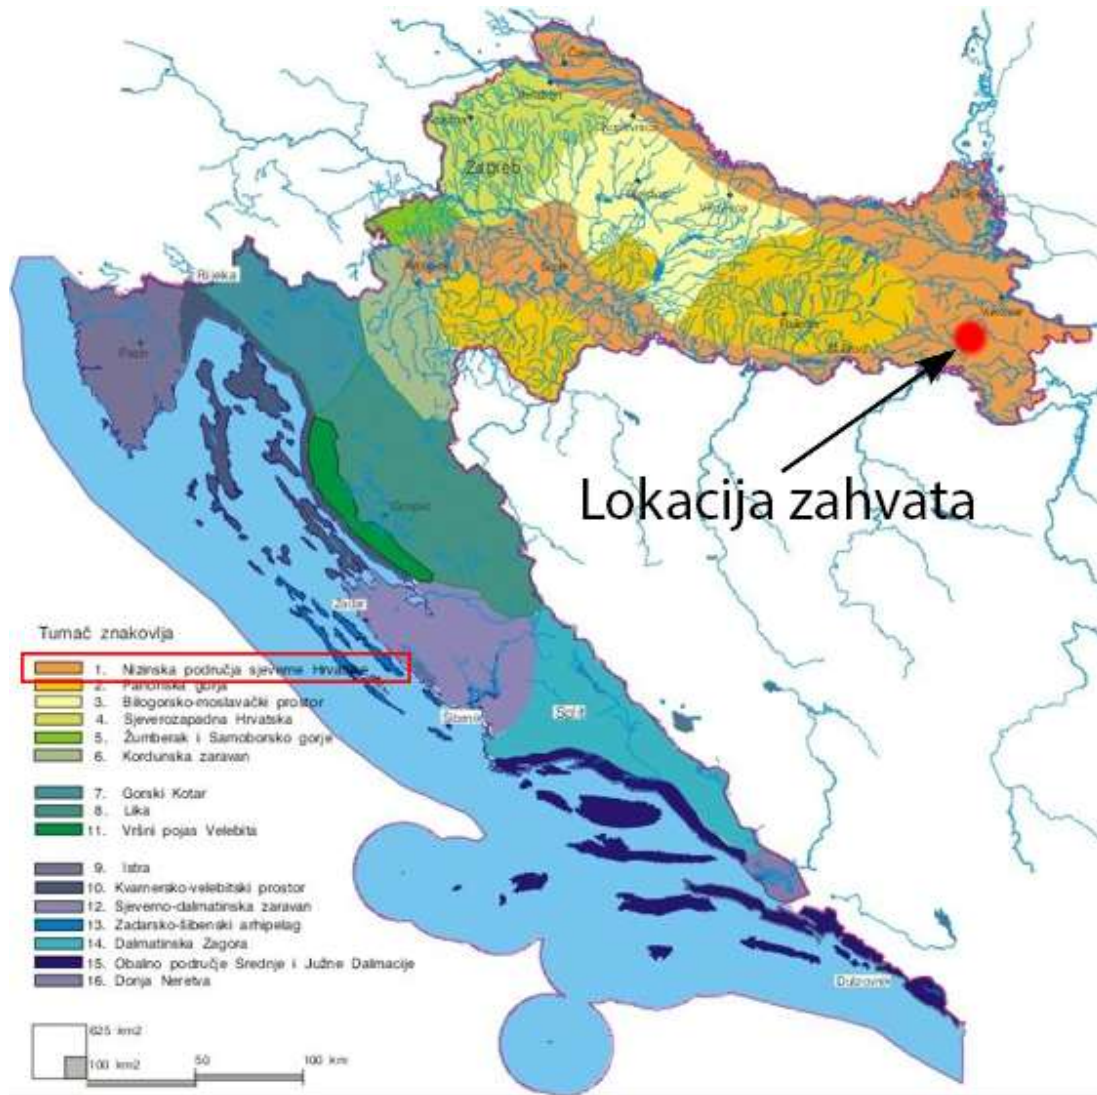 Zagreb
Rijeka
Sisak
Vukovar
Lokacija zahvata
Gospić
Zadar
Šibenik
Split
Dubrovnik
Tumač znakovlja
1. Nizinska područja sjeverne Hrvatske
2. Panonska gorja
3. Bilogorsko-moslavački prostor
4. Sjeverozapadna Hrvatska
5. Žumberak i Samoborsko gorje
6. Kordunska zaravan
7. Gorski Kotar
8. Lika
11. Vršni pojas Velebita
9. Istra
10. Kvarnersko-velebitski prostor
12. Sjeverno-dalmatinska zaravan
13. Zadarsko-šibenski arhipelag
14. Dalmatinska Zagora
15. Obalno područje Srednje i Južne Dalmacije
16. Donja Neretva
625 km2
100 km2
50
100 km